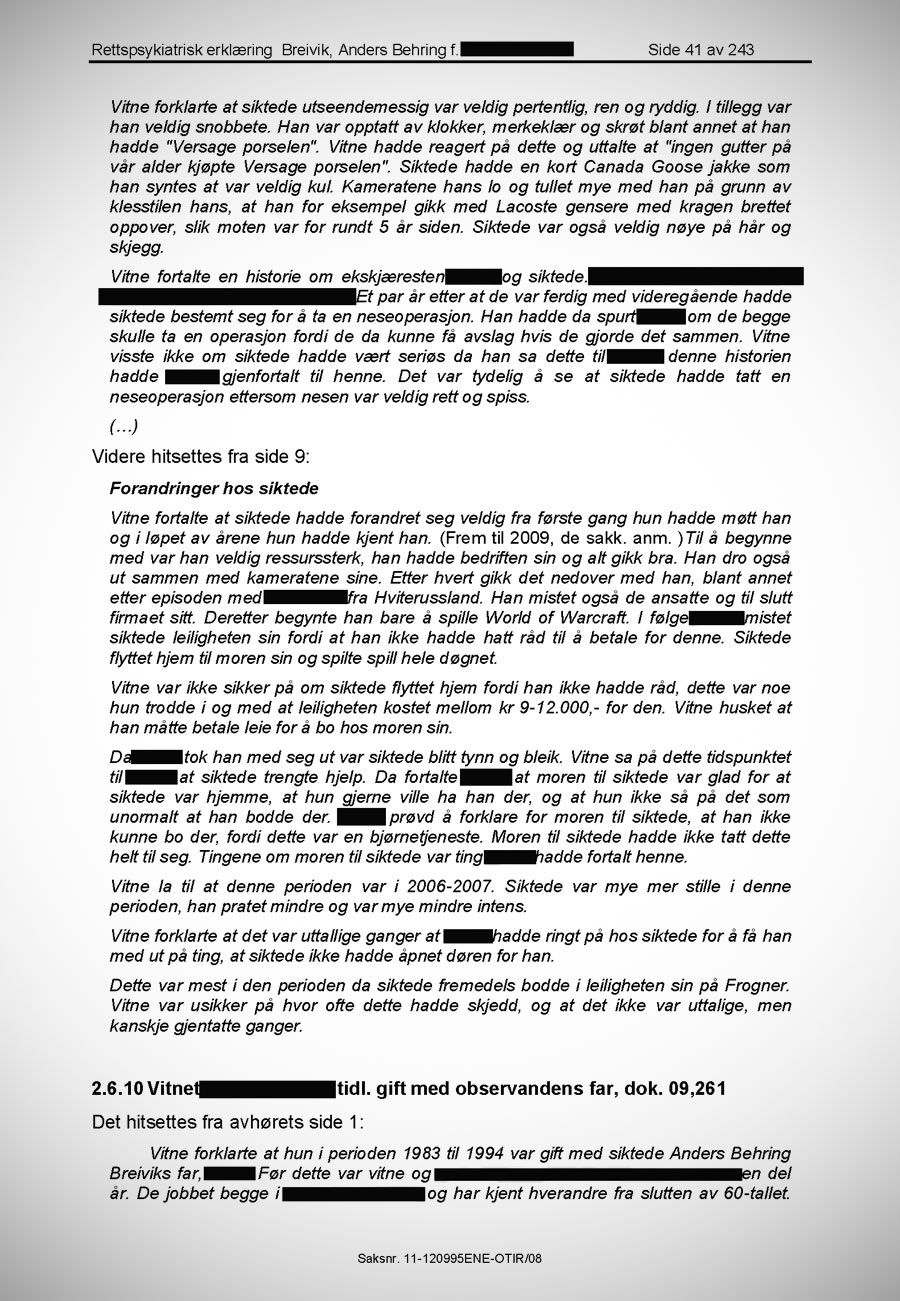 Rettspsykiatrisk erklæring Breivik, Anders Behring f. Side 41 av 243
Vitne forklarte at siktede utseendemessig var veldig pertentlig, ren og ryddig. I tillegg var
han veldig snobbete. Han var opptatt av klokker, merkeklær og skrøt blant annet at han
hadde "Versage porselen". Vitne hadde reagert på dette og uttalte at "ingen gutter på
vår alder kjøpte Versage porselen". Siktede hadde en kort Canada Goose jakke som
han syntes at var veldig kul. Kameratene hans lo og tullet mye med han på grunn av
klesstilen hans, at han for eksempel gikk med Lacoste gensere med kragen brettet
oppover, slik moten var for rundt 5 år siden. Siktede var også veldig nøye på hår og
skjegg.
Vitne fortalte en historie om ekskjæresten og siktede.
Et par år etter at de var ferdig med videregående hadde
siktede bestemt seg for å ta en neseoperasjon. Han hadde da spurt om de begge
skulle ta en operasjon fordi de da kunne få avslag hvis de gjorde det sammen. Vitne
visste ikke om siktede hadde vært seriøs da han sa dette til denne historien
hadde gjenfortalt til henne. Det var tydelig å se at siktede hadde tatt en
neseoperasjon ettersom nesen var veldig rett og spiss.
(…)
Videre hitsettes fra side 9:
Forandringer hos siktede
Vitne fortalte at siktede hadde forandret seg veldig fra første gang hun hadde møtt han
og i løpet av årene hun hadde kjent han. (Frem til 2009, de sakk. anm. )Til å begynne
med var han veldig ressurssterk, han hadde bedriften sin og alt gikk bra. Han dro også
ut sammen med kameratene sine. Etter hvert gikk det nedover med han, blant annet
etter episoden med fra Hviterussland. Han mistet også de ansatte og til slutt
firmaet sitt. Deretter begynte han bare å spille World of Warcraft. I følge mistet
siktede leiligheten sin fordi at han ikke hadde hatt råd til å betale for denne. Siktede
flyttet hjem til moren sin og spilte spill hele døgnet.
Vitne var ikke sikker på om siktede flyttet hjem fordi han ikke hadde råd, dette var noe
hun trodde i og med at leiligheten kostet mellom kr 9-12.000,- for den. Vitne husket at
han måtte betale leie for å bo hos moren sin.
Da tok han med seg ut var siktede blitt tynn og bleik. Vitne sa på dette tidspunktet
til at siktede trengte hjelp. Da fortalte at moren til siktede var glad for at
siktede var hjemme, at hun gjerne ville ha han der, og at hun ikke så på det som
unormalt at han bodde der. prøvd å forklare for moren til siktede, at han ikke
kunne bo der, fordi dette var en bjørnetjeneste. Moren til siktede hadde ikke tatt dette
helt til seg. Tingene om moren til siktede var ting hadde fortalt henne.
Vitne la til at denne perioden var i 2006-2007. Siktede var mye mer stille i denne
perioden, han pratet mindre og var mye mindre intens.
Vitne forklarte at det var uttallige ganger at hadde ringt på hos siktede for å få han
med ut på ting, at siktede ikke hadde åpnet døren for han.
Dette var mest i den perioden da siktede fremedels bodde i leiligheten sin på Frogner.
Vitne var usikker på hvor ofte dette hadde skjedd, og at det ikke var uttalige, men
kanskje gjentatte ganger.
2.6.10 Vitnet tidl. gift med observandens far, dok. 09,261
Det hitsettes fra avhørets side 1:
Vitne forklarte at hun i perioden 1983 til 1994 var gift med siktede Anders Behring
Breiviks far, Før dette var vitne og en del
år. De jobbet begge i og har kjent hverandre fra slutten av 60-tallet.
Saksnr. 11-120995ENE-OTIR/08